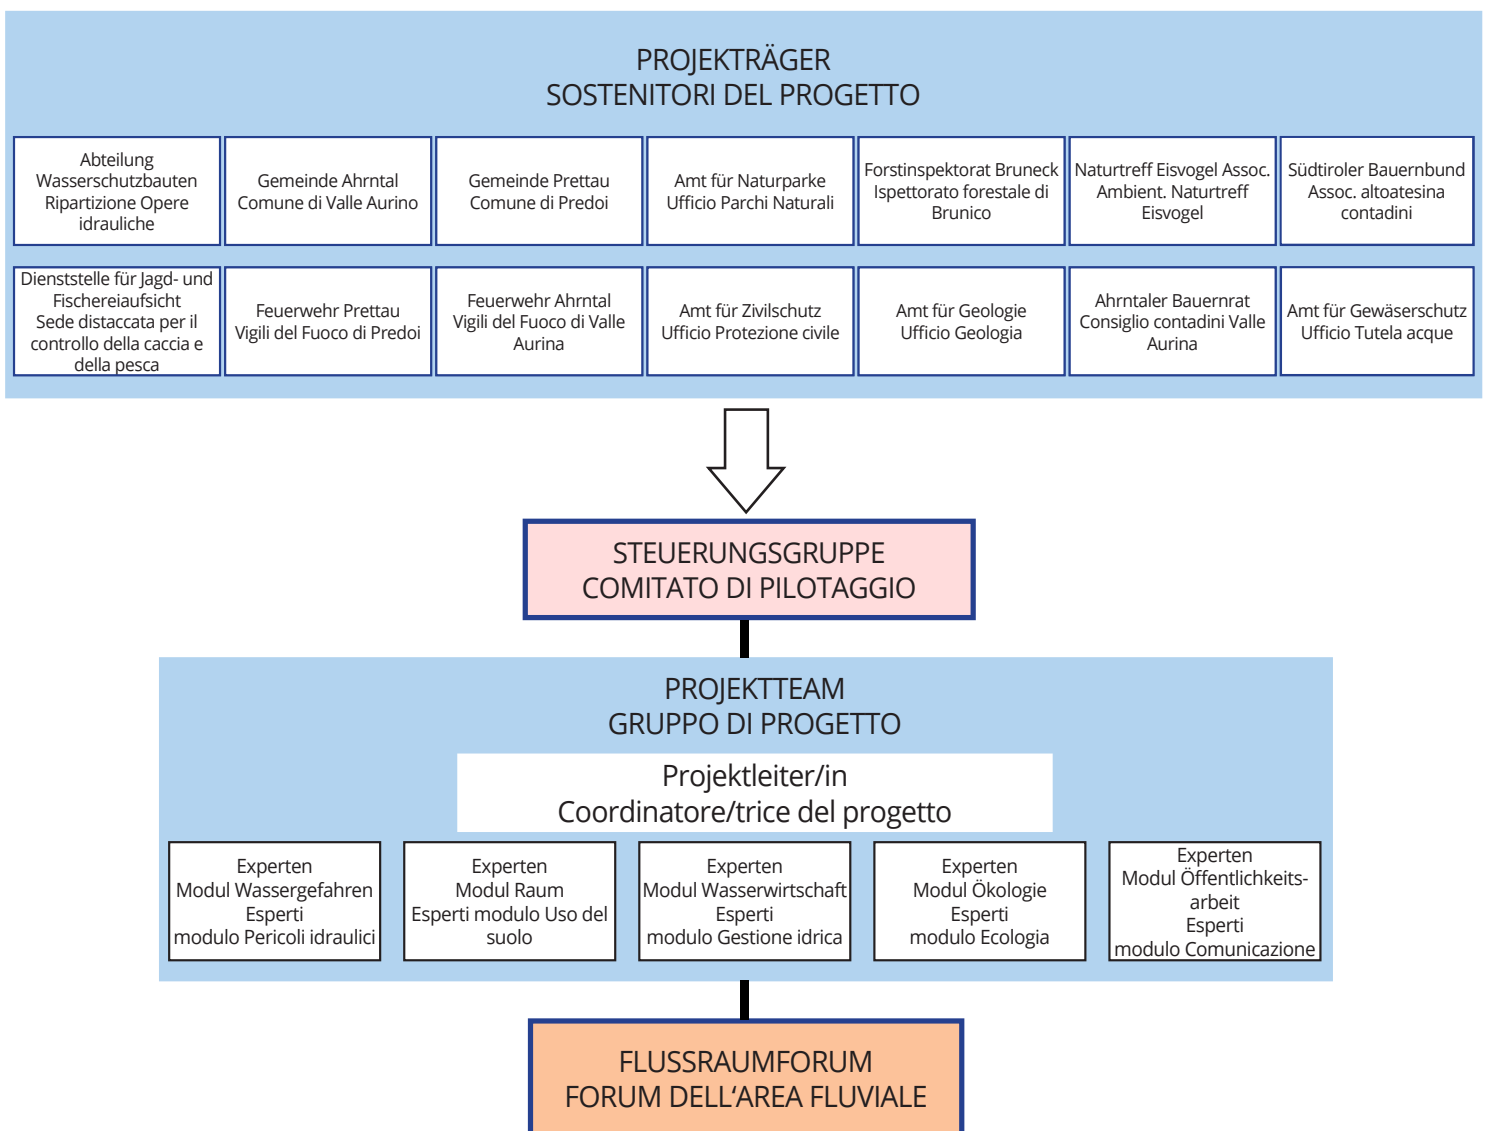 PROJEKTRÄGER
SOSTENITORI DEL PROGETTO
Abteilung
Wasserschutzbauten
Ripartizione Opere
idrauliche
Gemeinde Ahrntal
Comune di Valle Aurino
Gemeinde Prettau
Comune di Predoi
Amt für Naturparke
Ufficio Parchi Naturali
Forstinspektorat Bruneck
Ispettorato forestale di
Brunico
Naturtreff Eisvogel Assoc.
Ambient. Naturtreff
Eisvogel
Südtiroler Bauernbund
Assoc. altoatesina
contadini
Dienststelle für Jagd- und
Fischereiaufsicht
Sede distaccata per il
controllo della caccia e
della pesca
Feuerwehr Prettau
Vigili del Fuoco di Predoi
Feuerwehr Ahrntal
Vigili del Fuoco di Valle
Aurina
Amt für Zivilschutz
Ufficio Protezione civile
Amt für Geologie
Ufficio Geologia
Ahrntaler Bauernrat
Consiglio contadini Valle
Aurina
Amt für Gewäserschutz
Ufficio Tutela acque
STEUERUNGSGRUPPE
COMITATO DI PILOTAGGIO
PROJEKTTEAM
GRUPPO DI PROGETTO
Projektleiter/in
Coordinatore/trice del progetto
Experten
Modul Wassergefahren
Esperti
modulo Pericoli idraulici
Experten
Modul Raum
Esperti modulo Uso del
suolo
Experten
Modul Wasserwirtschaft
Esperti
modulo Gestione idrica
Experten
Modul Ökologie
Esperti
modulo Ecologia
Experten
Modul Öffentlichkeits-
arbeit
Esperti
modulo Comunicazione
FLUSSRAUMFORUM
FORUM DELL‘AREA FLUVIALE